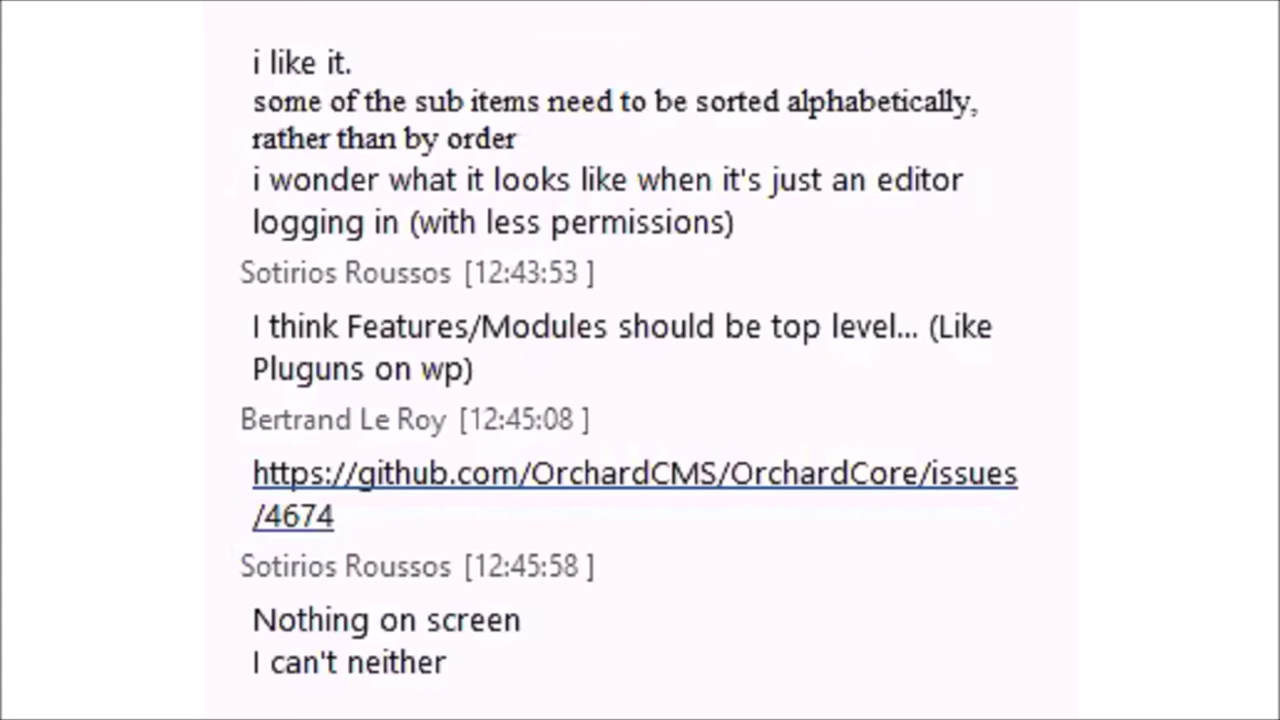 i like it.
some of the sub items need to be sorted alphabetically,
rather than by order
i wonder what it looks like when it's just an editor
logging in (with less permissions)
Sotirios Roussos [12:43:53 ]
I think Features/Modules should be top level... (Like
Pluguns on wp)
Bertrand Le Roy [12:45:08 ]
https://github.com/OrchardCMS/OrchardCore/issues
/4674
Sotirios Roussos [12:45:58 ]
Nothing on screen
I can't neither